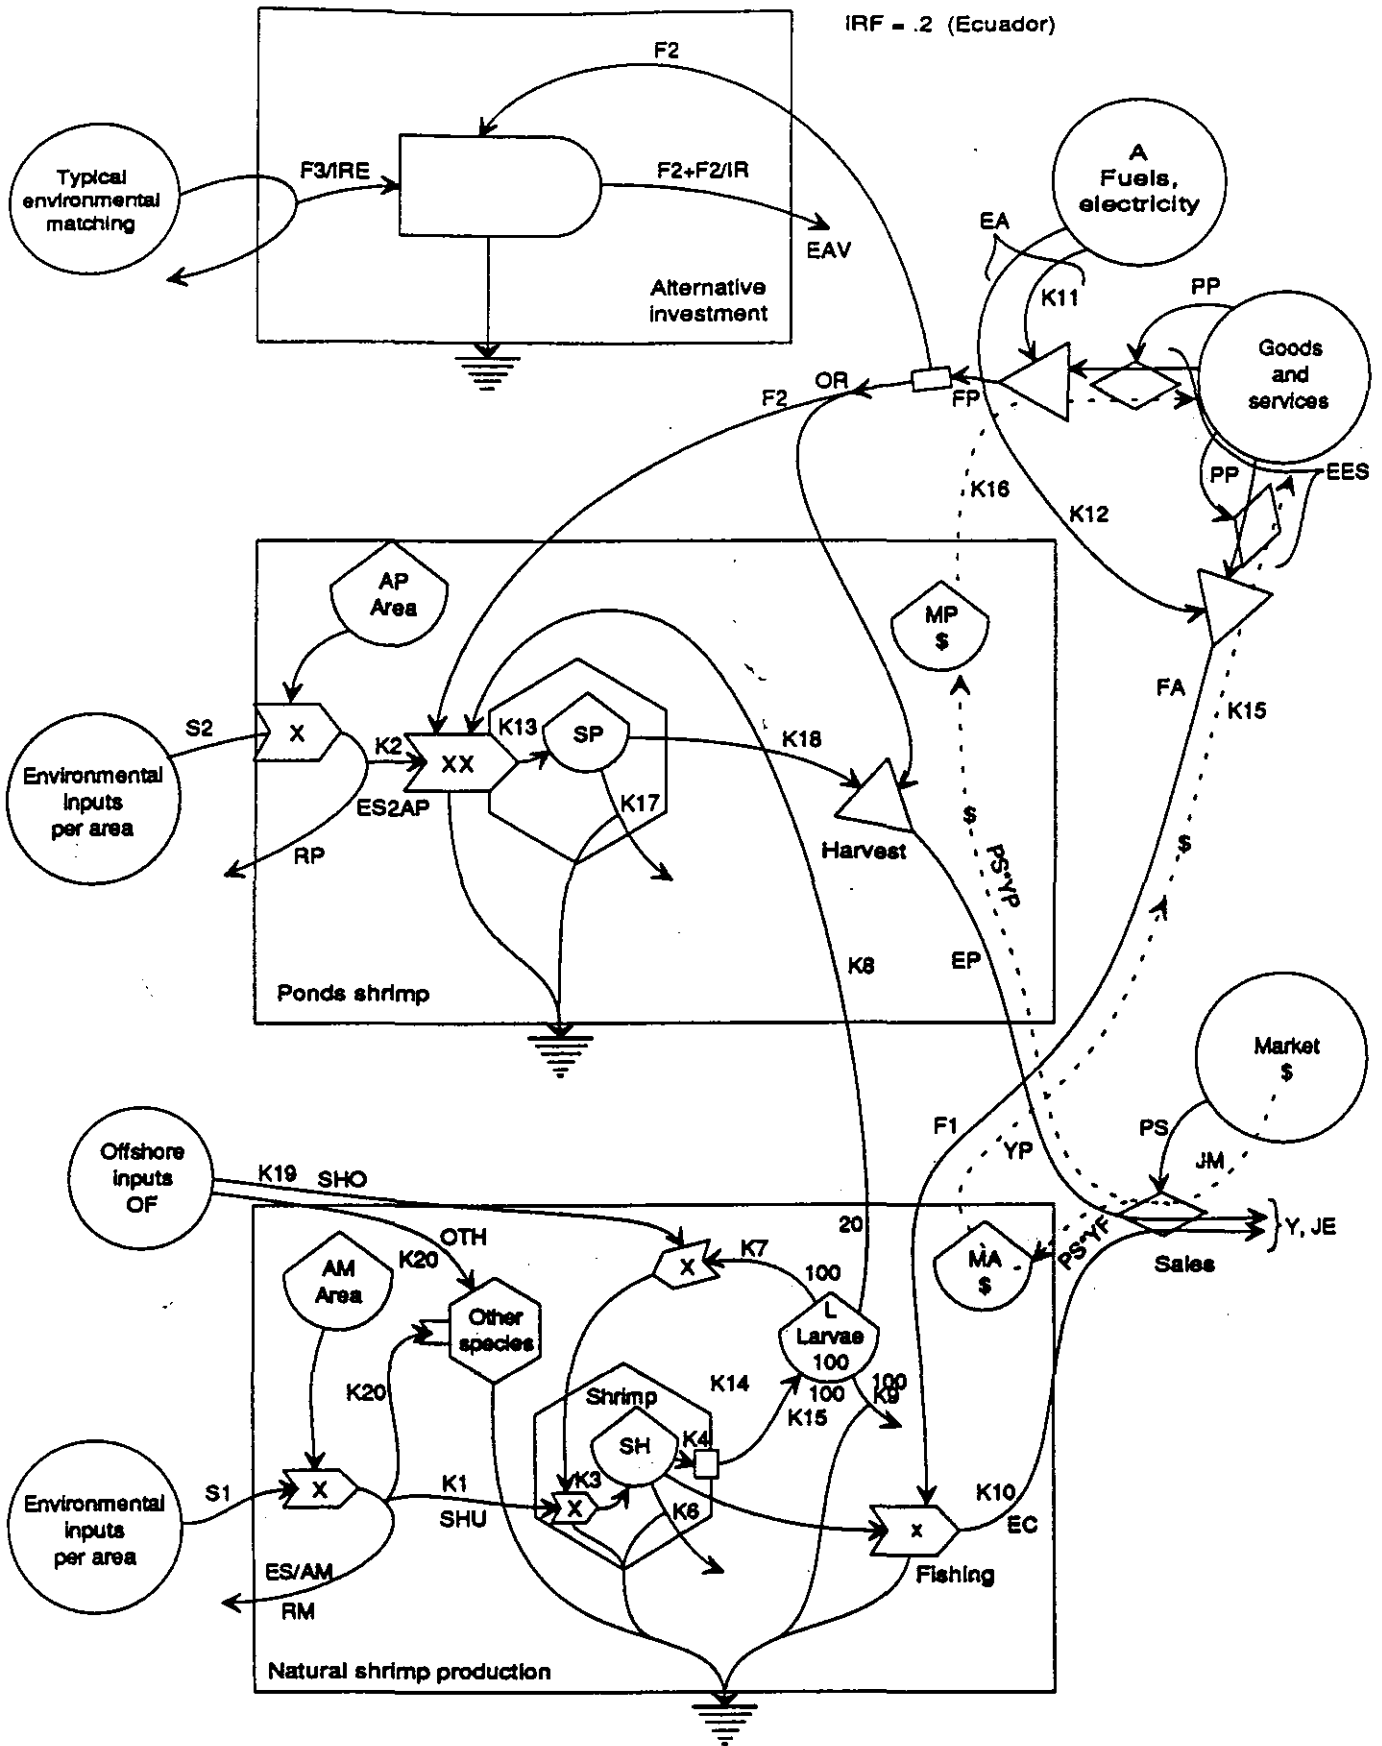 IRF = .2 (Ecuador)
F2
Typical
environmental
matching
F3/IRE
F2+F2/IR
EAV
Alternative
investment
A
Fuels,
electricity
EA
K11
PP
Goods
and
services
OR
F2
FP
PP
EES
K16
K12
AP
Area
MP
$
FA
K15
S2
X
K2
K13
SP
XX
K18
Environmental
inputs
per area
ES2AP
K17
RP
Harvest
$
$
PS*YP
K8
EP
Ponds shrimp
Market
$
Offshore
inputs
OF
K19
SHO
F1
YP
PS
JM
OTH
K20
20
AM
Area
X
K7
100
MA
$
PS*YF
Y, JE
Sales
Other
species
L
Larvae
100
K20
Shrimp
K14
100
100
K9
K15
SH
K4
S1
X
K1
SHU
K3
X
K6
K10
X
EC
Environmental
inputs
per area
ES/AM
RM
Fishing
Natural shrimp production